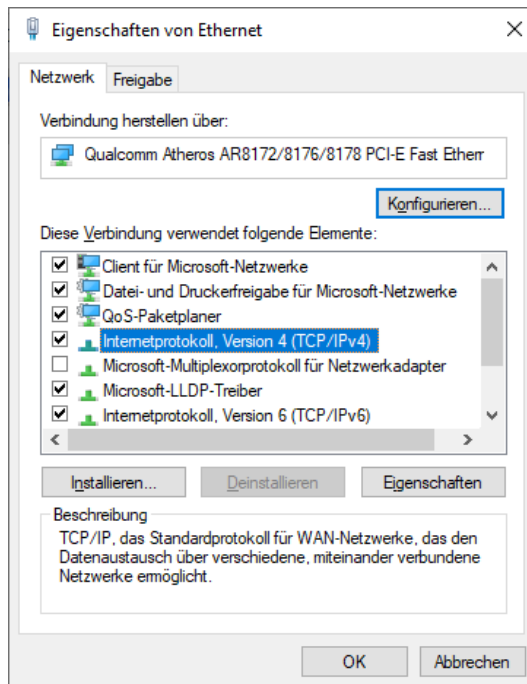 Eigenschaften von Ethernet
Netzwerk
Freigabe
Verbindung herstellen über:
Qualcomm Atheros AR8172/8176/8178 PCI-E Fast Etherr
Konfigurieren...
Diese Verbindung verwendet folgende Elemente:
Client für Microsoft-Netzwerke
Datei- und Druckerfreigabe für Microsoft-Netzwerke
QoS-Paketplaner
Internetprotokoll, Version 4 (TCP/IPv4)
Microsoft-Multiplexorprotokoll für Netzwerkadapter
Microsoft-LLDP-Treiber
Internetprotokoll, Version 6 (TCP/IPv6)
Installieren...
Deinstallieren
Eigenschaften
Beschreibung
TCP/IP, das Standardprotokoll für WAN-Netzwerke, das den
Datenaustausch über verschiedene, miteinander verbundene
Netzwerke ermöglicht.
OK
Abbrechen